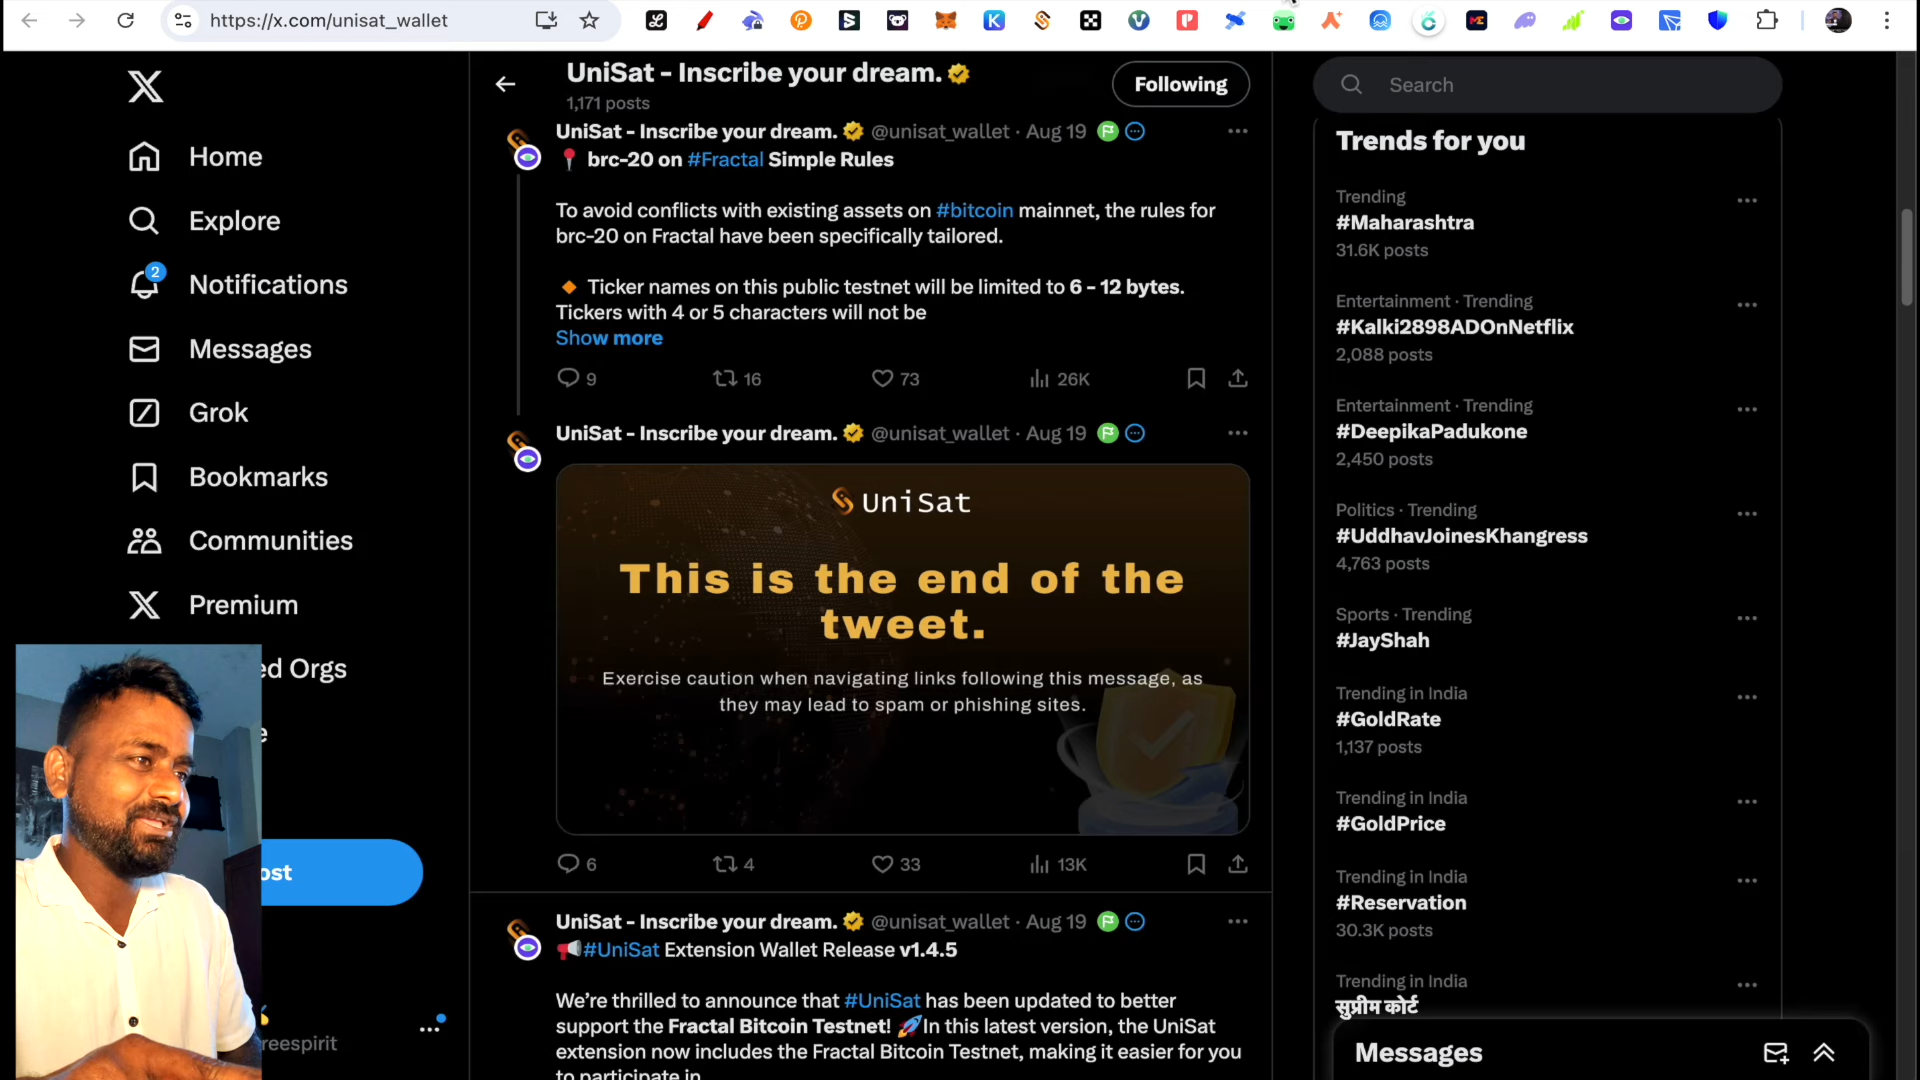 https://x.com/unisat_wallet
Home
Explore
2
Notifications
Messages
Grok
Bookmarks
Communities
Premium
ed Orgs
e
ost
reespirit
UniSat - Inscribe your dream.
1,171 posts
Following
UniSat - Inscribe your dream. @unisat_wallet · Aug 19
brc-20 on #Fractal Simple Rules
To avoid conflicts with existing assets on #bitcoin mainnet, the rules for
brc-20 on Fractal have been specifically tailored.
Ticker names on this public testnet will be limited to 6 - 12 bytes.
Tickers with 4 or 5 characters will not be
Show more
9 16 73 26K
UniSat - Inscribe your dream. @unisat_wallet · Aug 19
UniSat
This is the end of the
tweet.
Exercise caution when navigating links following this message, as
they may lead to spam or phishing sites.
6 4 33 13K
UniSat - Inscribe your dream. @unisat_wallet · Aug 19
#UniSat Extension Wallet Release v1.4.5
We're thrilled to announce that #UniSat has been updated to better
support the Fractal Bitcoin Testnet! In this latest version, the UniSat
extension now includes the Fractal Bitcoin Testnet, making it easier for you
to participate in
Search
Trends for you
Trending
#Maharashtra
31.6K posts
Entertainment · Trending
#Kalki2898ADOnNetflix
2,088 posts
Entertainment · Trending
#DeepikaPadukone
2,450 posts
Politics · Trending
#UddhavJoinesKhangress
4,763 posts
Sports · Trending
#JayShah
Trending in India
#GoldRate
1,137 posts
Trending in India
#GoldPrice
Trending in India
#Reservation
30.3K posts
Trending in India
सुप्रीम कोर्ट
Messages